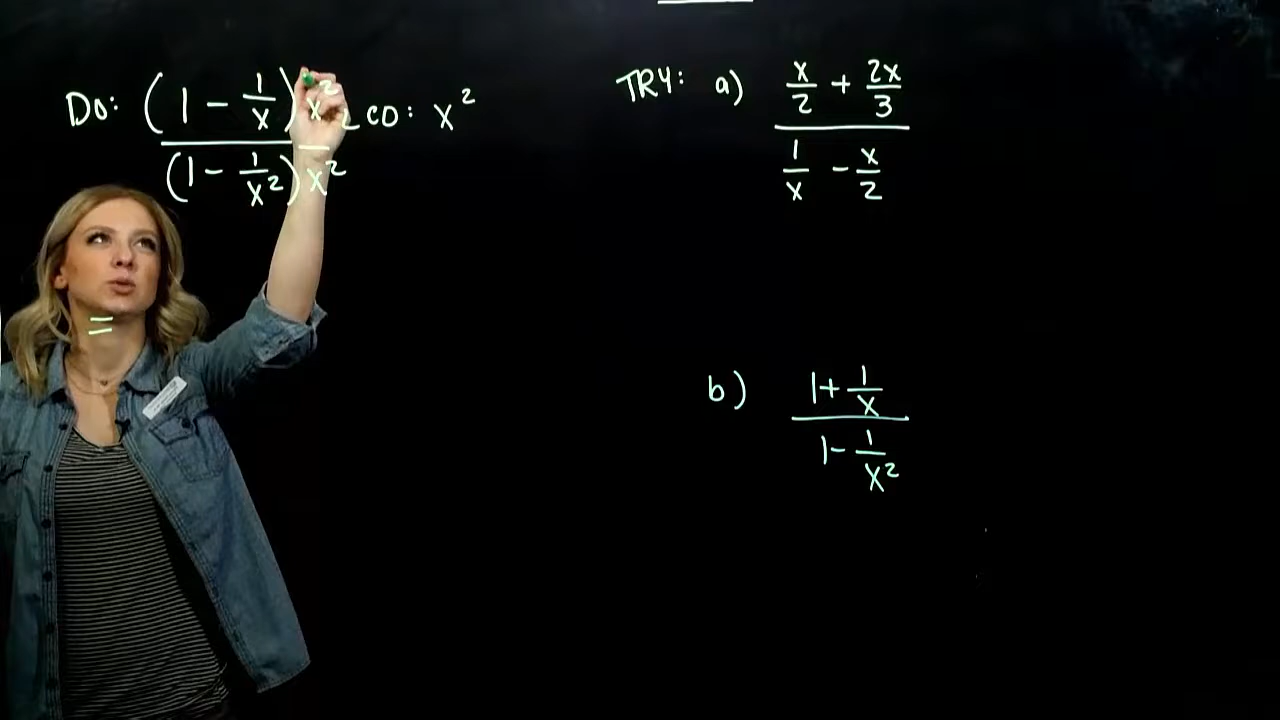 Do: (1 - 1/x) x²
(1 - 1/x²) x²
CD: x²
=
TRY: a) x/2 + 2x/3
1/x - x/2
b) 1 + 1/x
1 - 1/x²